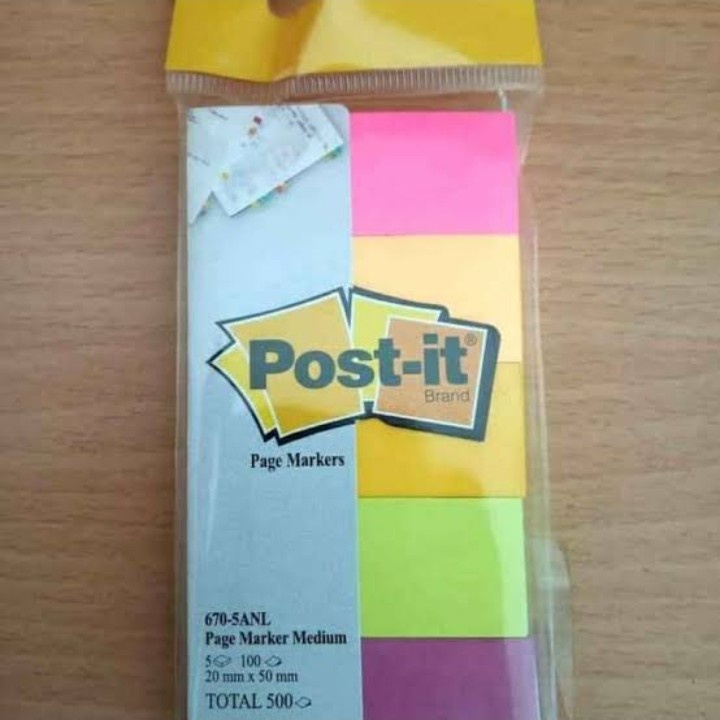 Post-it®
Brand
Page Markers
670-5ANL
Page Marker Medium
5 100
20 mm x 50 mm
TOTAL 500